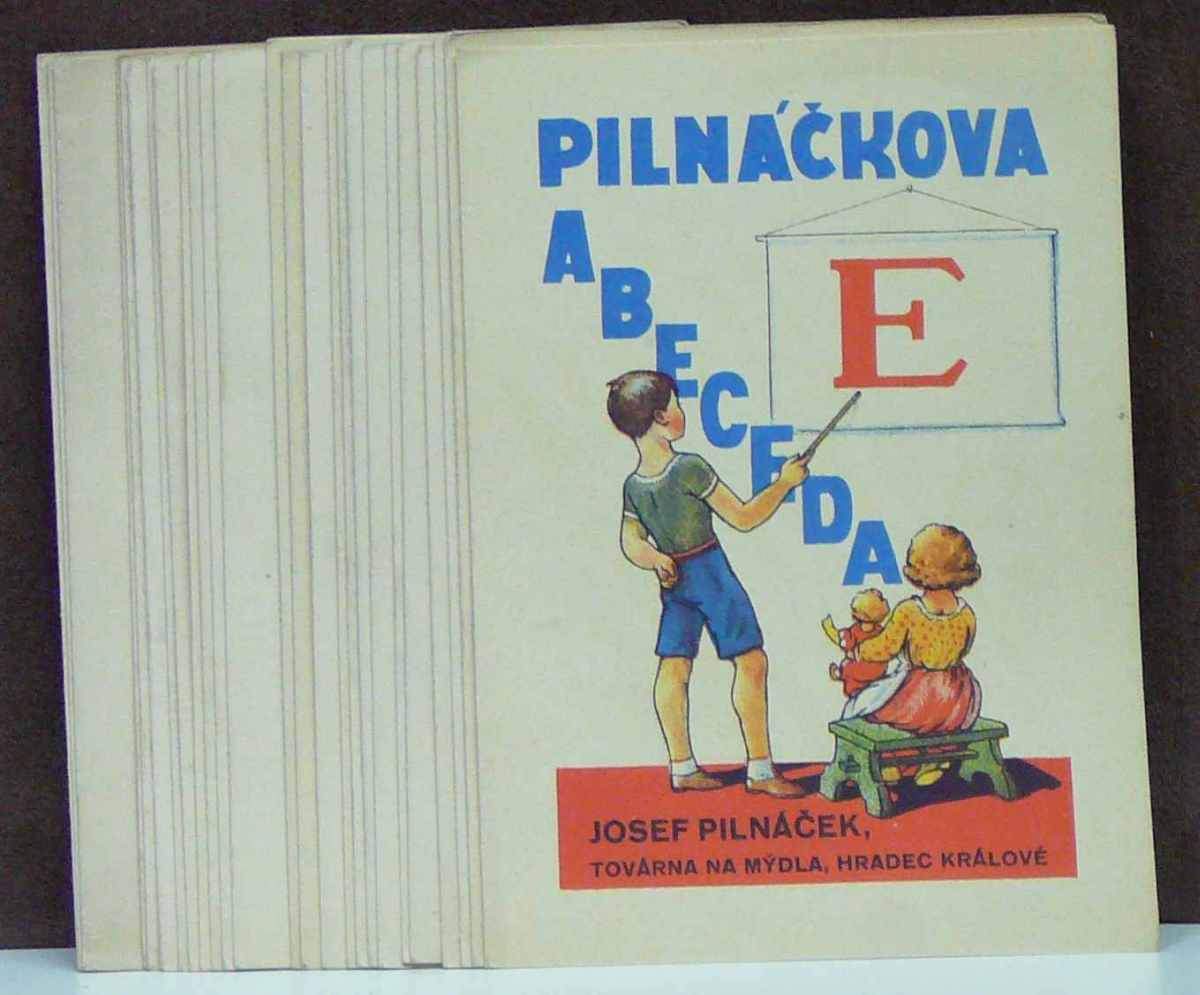 PILNÁČKOVA
ABECEDA
E
JOSEF PILNÁČEK,
TOVÁRNA NA MÝDLA, HRADEC KRÁLOVÉ